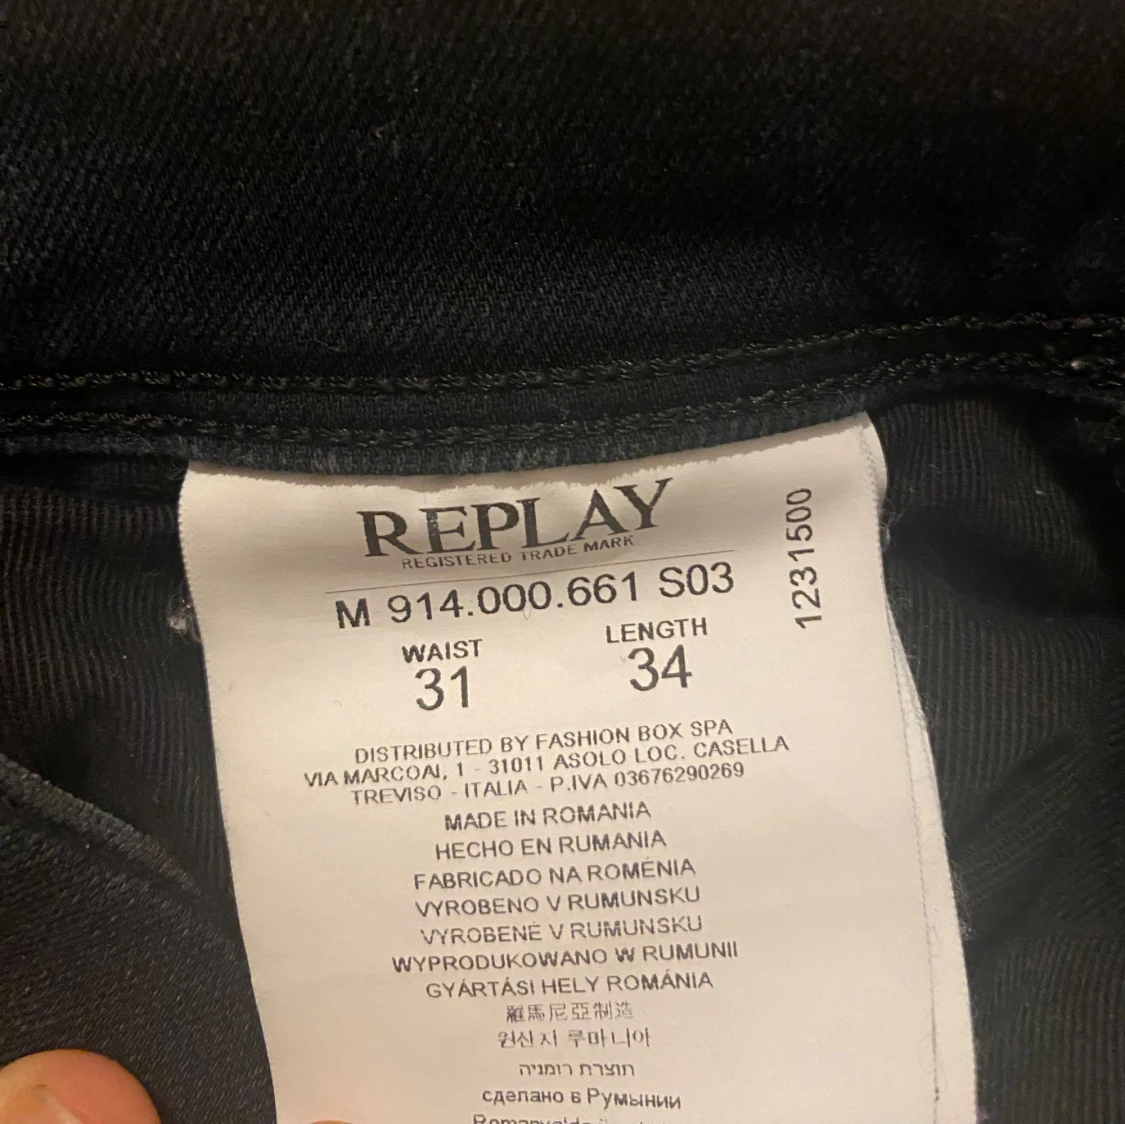 REPLAY
REGISTERED TRADE MARK
M 914.000.661 S03
1231500
WAIST LENGTH
31 34
DISTRIBUTED BY FASHION BOX SPA
VIA MARCOAI, 1 - 31011 ASOLO LOC. CASELLA
TREVISO - ITALIA - P.IVA 03676290269
MADE IN ROMANIA
HECHO EN RUMANIA
FABRICADO NA ROMÉNIA
VYROBENO V RUMUNSKU
VYROBENÉ V RUMUNSKU
WYPRODUKOWANO W RUMUNII
GYÁRTÁSI HELY ROMÁNIA
羅馬尼亞制造
원산지 루마니아
תוצרת רומניה
сделано в Румынии